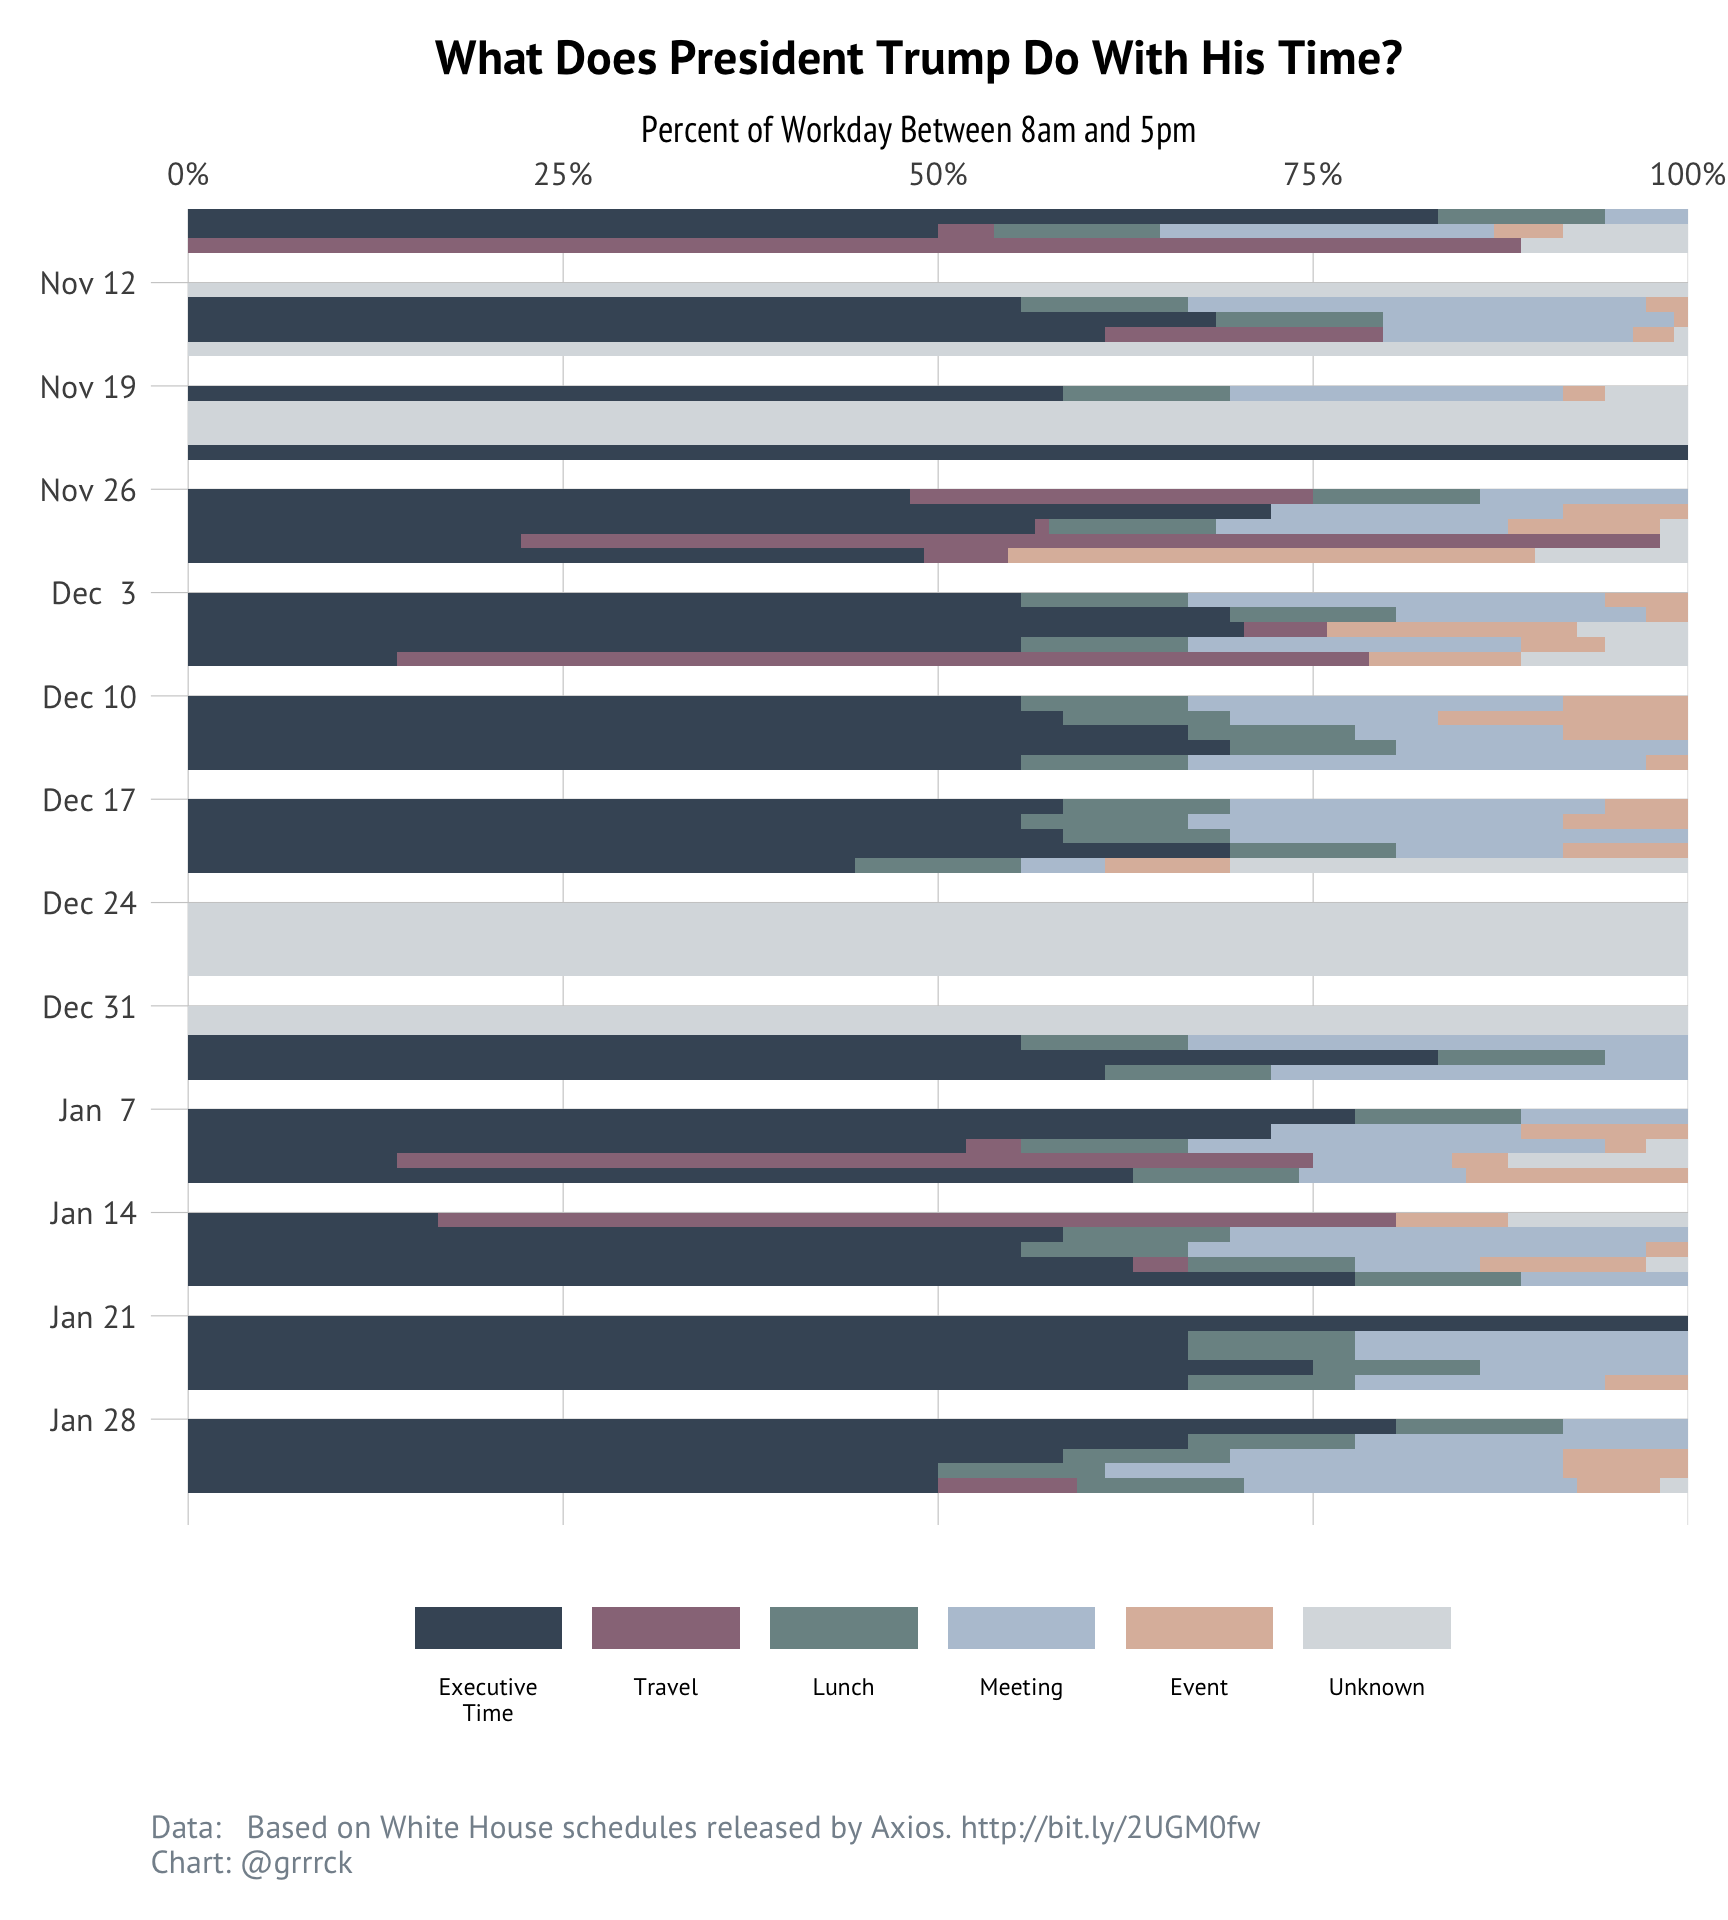 What Does President Trump Do With His Time?
Percent of Workday Between 8am and 5pm
0% 25% 50% 75% 100%
Nov 12
Nov 19
Nov 26
Dec 3
Dec 10
Dec 17
Dec 24
Dec 31
Jan 7
Jan 14
Jan 21
Jan 28
Executive Travel Lunch Meeting Event Unknown
Time
Data: Based on White House schedules released by Axios. http://bit.ly/2UGM0fw
Chart: @grrrck